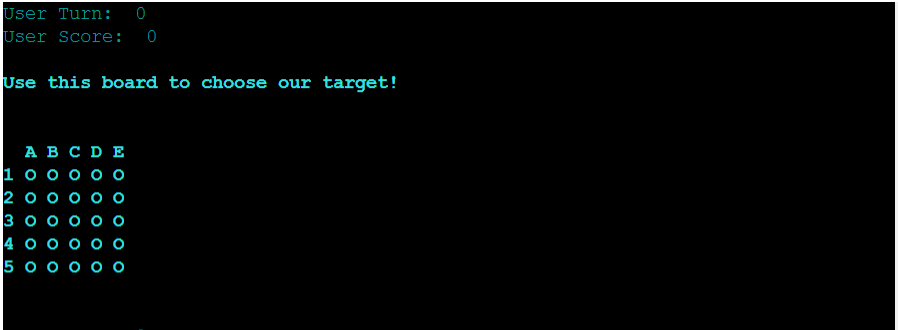 User Turn:  0
User Score:  0
Use this board to choose our target!
A B C D E
1 O O O O O
2 O O O O O
3 O O O O O
4 O O O O O
5 O O O O O